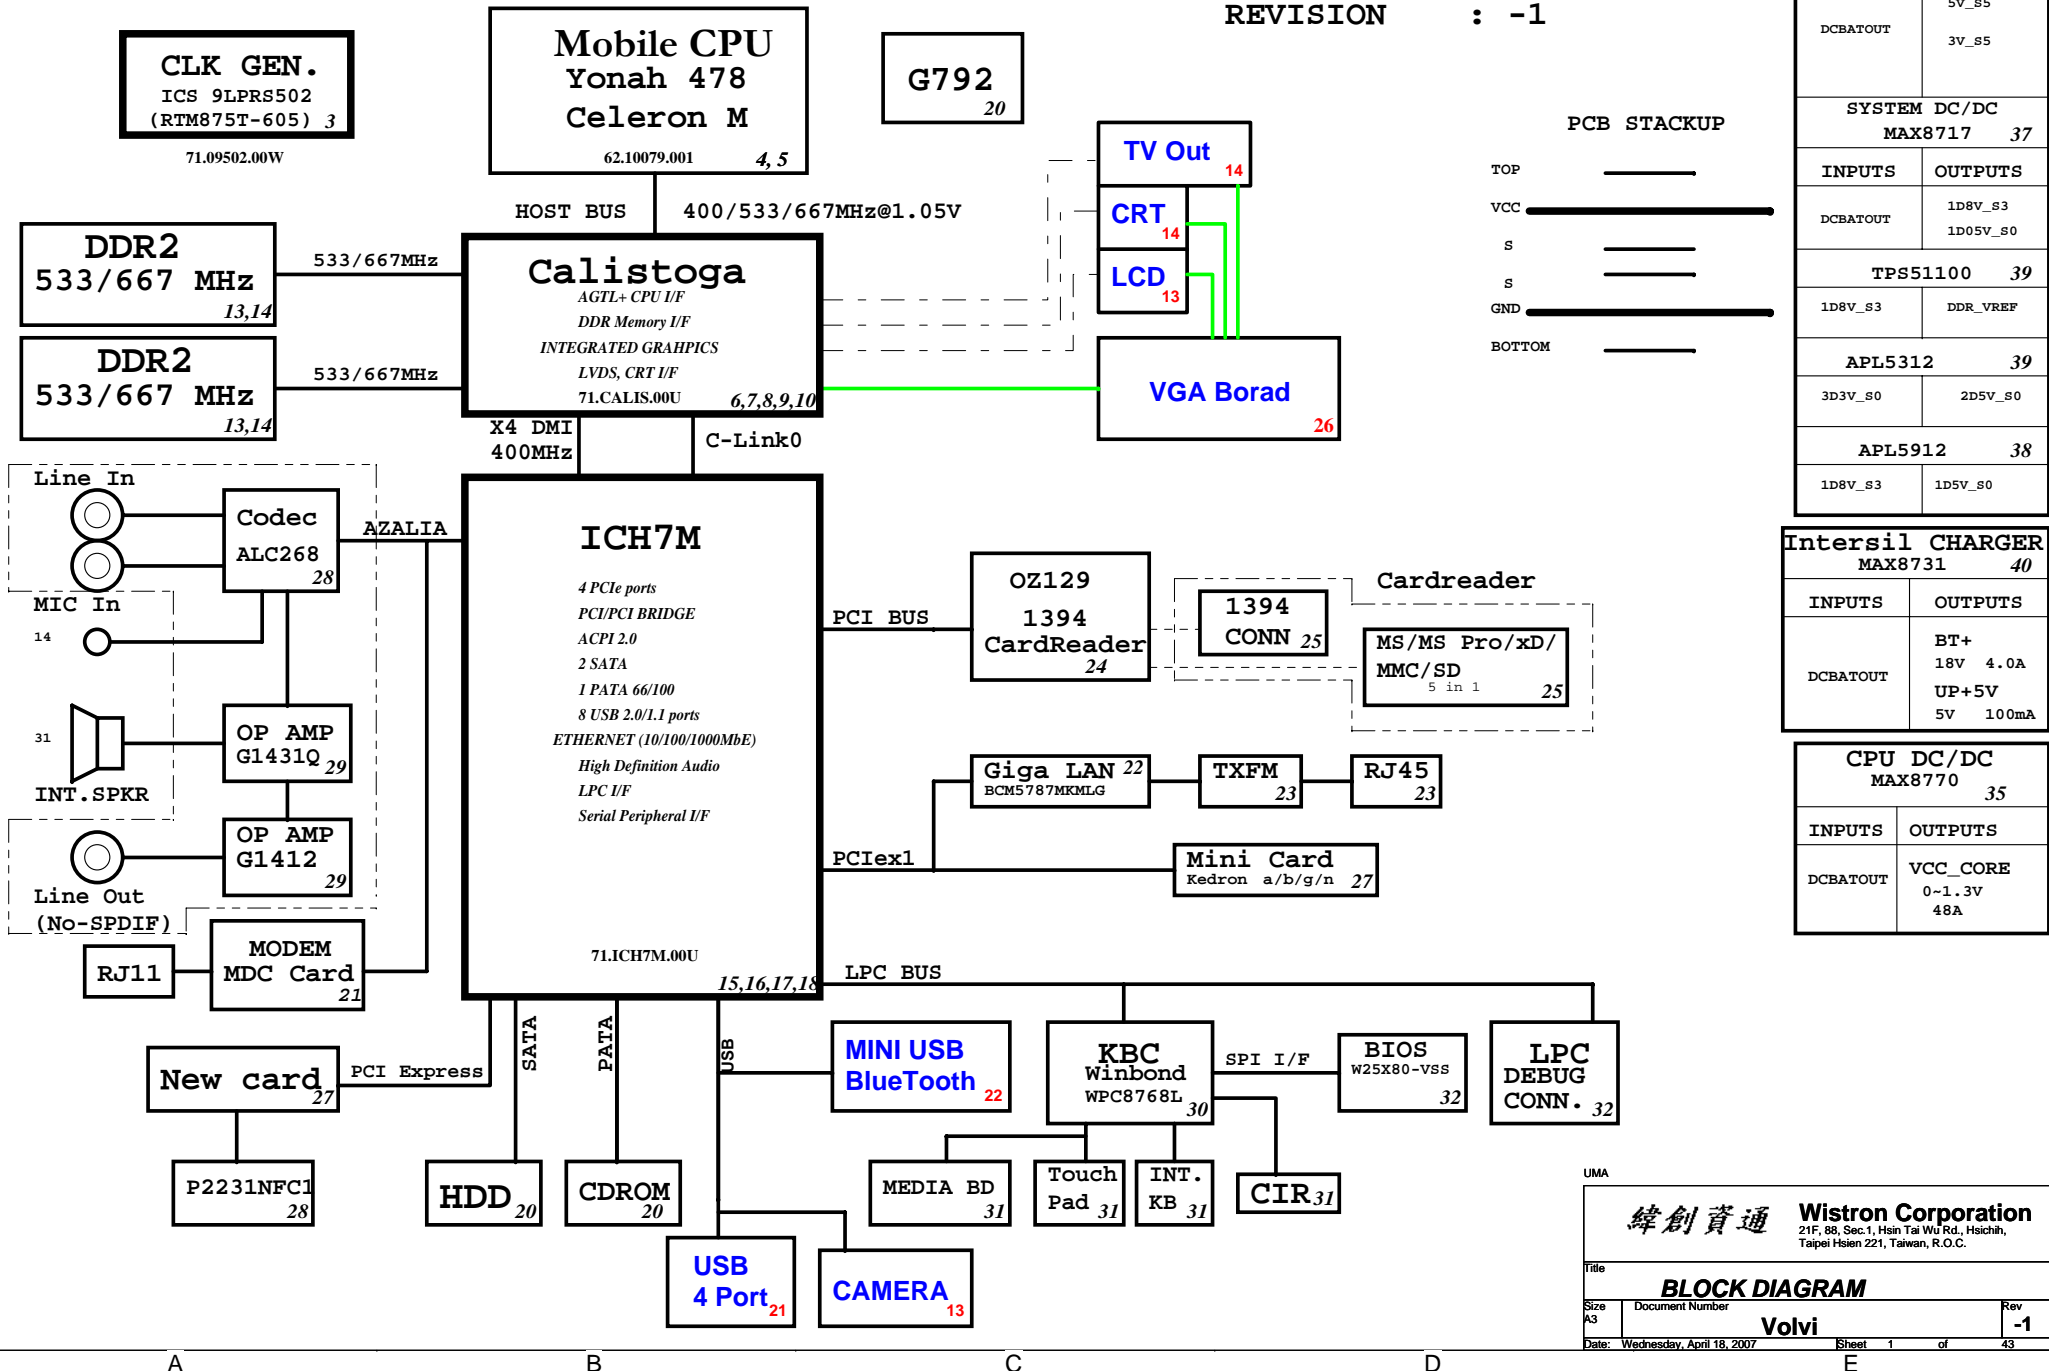 REVISION : -1
CLK GEN.
ICS 9LPRS502
(RTM875T-605) 3
71.09502.00W
Mobile CPU
Yonah 478
Celeron M
62.10079.001 4, 5
G792
20
HOST BUS 400/533/667MHz@1.05V
DDR2
533/667 MHz
13,14
533/667MHz
DDR2
533/667 MHz
13,14
533/667MHz
Calistoga
AGTL+ CPU I/F
DDR Memory I/F
INTEGRATED GRAHPICS
LVDS, CRT I/F
71.CALIS.00U 6,7,8,9,10
TV Out
14
CRT
14
LCD
13
VGA Borad
26
X4 DMI
400MHz
C-Link0
PCB STACKUP
TOP
VCC
S
S
GND
BOTTOM
Line In
Codec
ALC268
28
AZALIA
MIC In
14
31
INT.SPKR
OP AMP
G1431Q 29
OP AMP
G1412
29
Line Out
(No-SPDIF)
RJ11
MODEM
MDC Card
21
ICH7M
4 PCIe ports
PCI/PCI BRIDGE
ACPI 2.0
2 SATA
1 PATA 66/100
8 USB 2.0/1.1 ports
ETHERNET (10/100/1000MbE)
High Definition Audio
LPC I/F
Serial Peripheral I/F
71.ICH7M.00U
15,16,17,18
PCI BUS
OZ129
1394
CardReader
24
1394
CONN 25
Cardreader
MS/MS Pro/xD/
MMC/SD
5 in 1 25
Giga LAN 22
BCM5787MKMLG
TXFM
23
RJ45
23
PCIex1
Mini Card
Kedron a/b/g/n 27
LPC BUS
New card
27
PCI Express
P2231NFC1
28
SATA
PATA
USB
HDD 20
CDROM
20
MINI USB
BlueTooth
22
USB
4 Port
21
CAMERA
13
KBC
Winbond
WPC8768L
30
SPI I/F
BIOS
W25X80-VSS
32
LPC
DEBUG
CONN. 32
MEDIA BD
31
Touch
Pad 31
INT.
KB 31
CIR 31
5V_S5
DCBATOUT
3V_S5
SYSTEM DC/DC
MAX8717 37
INPUTS OUTPUTS
DCBATOUT
1D8V_S3
1D05V_S0
TPS51100 39
1D8V_S3 DDR_VREF
APL5312 39
3D3V_S0 2D5V_S0
APL5912 38
1D8V_S3 1D5V_S0
Intersil CHARGER
MAX8731 40
INPUTS OUTPUTS
DCBATOUT
BT+
18V 4.0A
UP+5V
5V 100mA
CPU DC/DC
MAX8770
35
INPUTS OUTPUTS
DCBATOUT
VCC_CORE
0~1.3V
48A
UMA
緯創資通
Wistron Corporation
21F, 88, Sec.1, Hsin Tai Wu Rd., Hsichih,
Taipei Hsien 221, Taiwan, R.O.C.
Title
BLOCK DIAGRAM
Size Document Number Rev
A3
Volvi -1
Date: Wednesday, April 18, 2007 Sheet 1 of 43
A B C D E